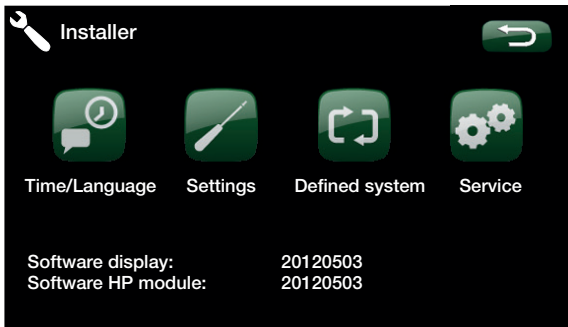 Installer
Time/Language Settings Defined system Service
Software display: 20120503
Software HP module: 20120503